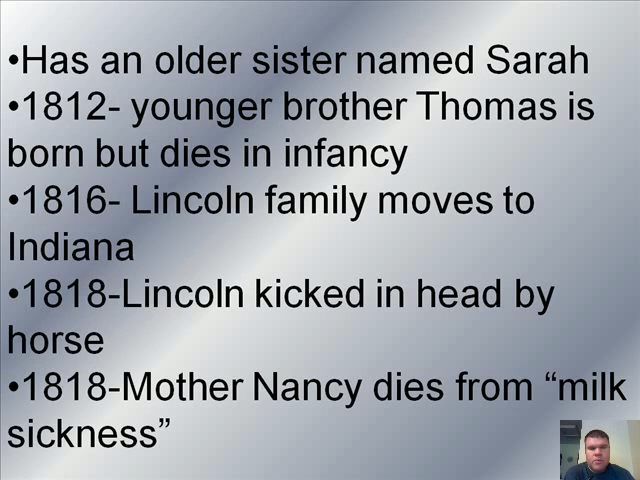 •Has an older sister named Sarah
•1812- younger brother Thomas is
born but dies in infancy
•1816- Lincoln family moves to
Indiana
•1818-Lincoln kicked in head by
horse
•1818-Mother Nancy dies from “milk
sickness”